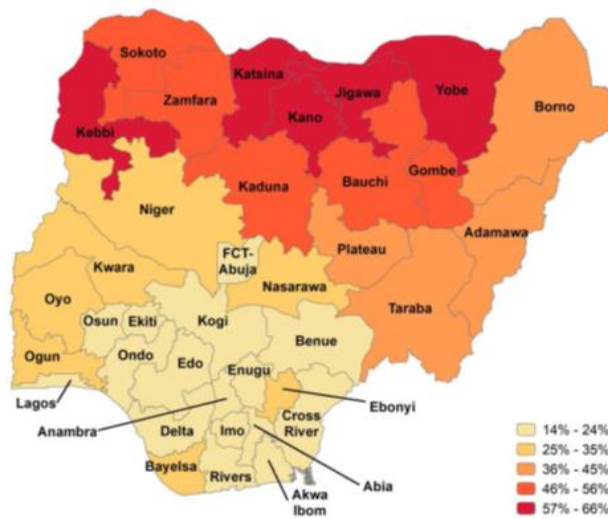 Sokoto
Katsina
Jigawa
Yobe
Borno
Zamfara
Kano
Kebbi
Kaduna
Bauchi
Gombe
Niger
Adamawa
Plateau
FCT-
Abuja
Kwara
Nasarawa
Taraba
Oyo
Osun
Ekiti
Kogi
Benue
Ogun
Ondo
Edo
Enugu
Lagos
Ebonyi
Anambra
Cross
River
Delta
Imo
Abia
Bayelsa
Rivers
Akwa
Ibom
14% - 24%
25% - 35%
36% - 45%
46% - 56%
57% - 66%